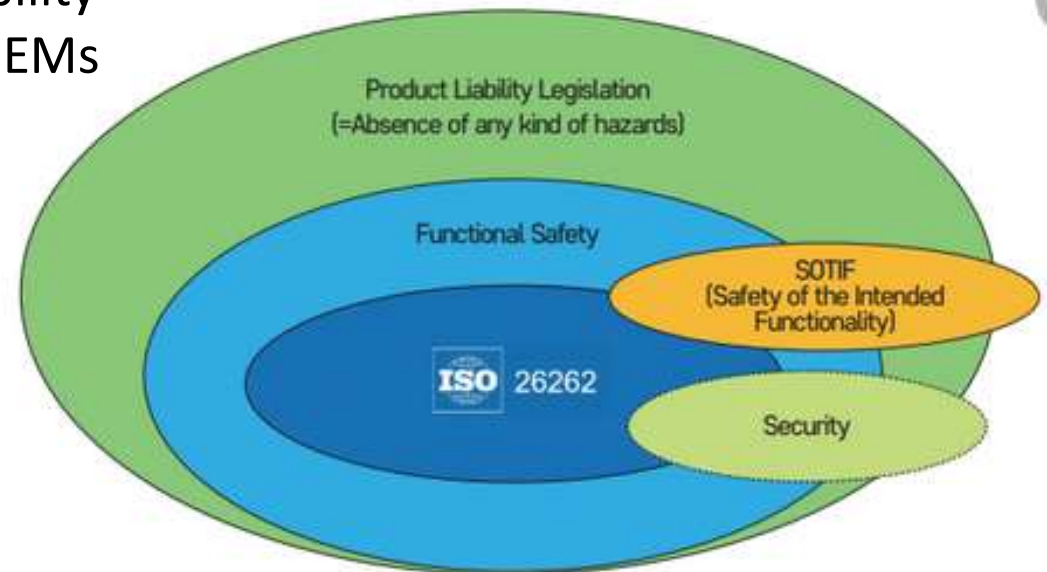 EMs
Product Liability Legislation
(=Absence of any kind of hazards)
Functional Safety
SOTIF
(Safety of the Intended
Functionality)
ISO 26262
Security